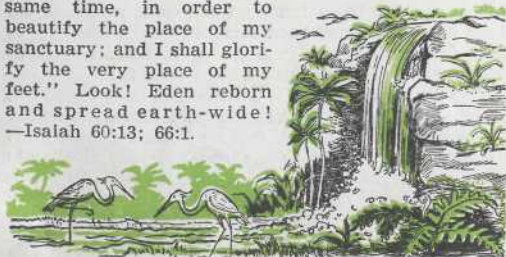 same time, in order to
beautify the place of my
sanctuary; and I shall glori-
fy the very place of my
feet." Look! Eden reborn
and spread earth-wide!
—Isaiah 60:13; 66:1.